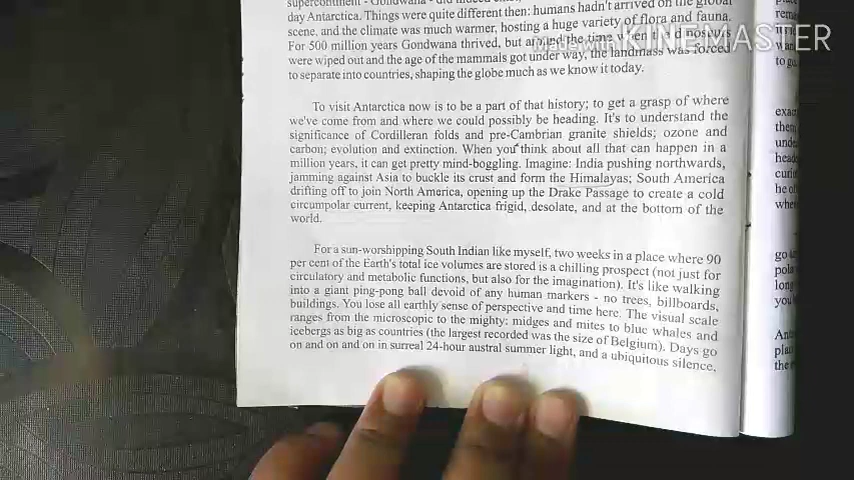 supercontinent - Gondwana - did indeed exist
day Antarctica. Things were quite different then: humans hadn't arrived on the global
scene, and the climate was much warmer, hosting a huge variety of flora and fauna.
For 500 million years Gondwana thrived, but around the time when the dinosaurs
were wiped out and the age of the mammals got under way, the landmass was forced
to separate into countries, shaping the globe much as we know it today.
Made with KINEMASTER
To visit Antarctica now is to be a part of that history; to get a grasp of where
we've come from and where we could possibly be heading. It's to understand the
significance of Cordilleran folds and pre-Cambrian granite shields; ozone and
carbon; evolution and extinction. When you think about all that can happen in a
million years, it can get pretty mind-boggling. Imagine: India pushing northwards,
jamming against Asia to buckle its crust and form the Himalayas; South America
drifting off to join North America, opening up the Drake Passage to create a cold
circumpolar current, keeping Antarctica frigid, desolate, and at the bottom of the
world.
For a sun-worshipping South Indian like myself, two weeks in a place where 90
per cent of the Earth's total ice volumes are stored is a chilling prospect (not just for
circulatory and metabolic functions, but also for the imagination). It's like walking
into a giant ping-pong ball devoid of any human markers - no trees, billboards,
buildings. You lose all earthly sense of perspective and time here. The visual scale
ranges from the microscopic to the mighty: midges and mites to blue whales and
icebergs as big as countries (the largest recorded was the size of Belgium). Days go
on and on and on in surreal 24-hour austral summer light, and a ubiquitous silence,
to go
them
he of
go
long
you
the